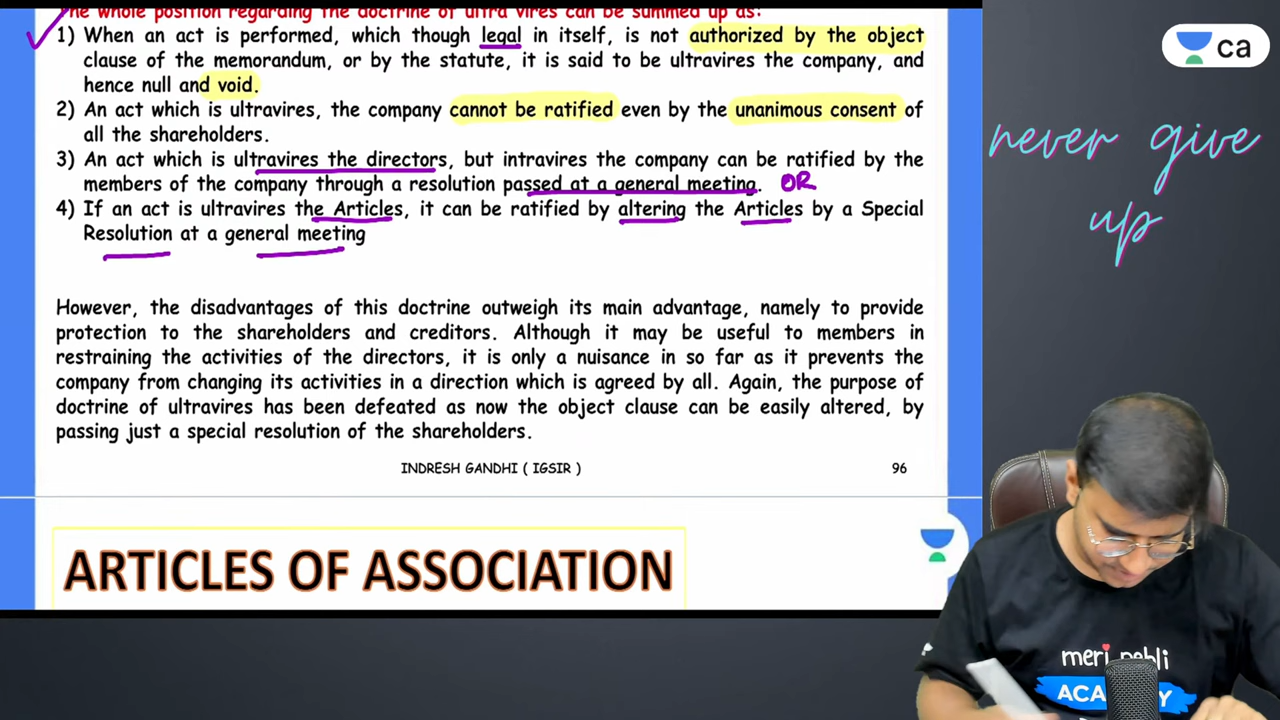 The whole position regarding the doctrine of ultra vires can be summed up as:
1) When an act is performed, which though legal in itself, is not authorized by the object
clause of the memorandum, or by the statute, it is said to be ultravires the company, and
hence null and void.
2) An act which is ultravires, the company cannot be ratified even by the unanimous consent of
all the shareholders.
3) An act which is ultravires the directors, but intravires the company can be ratified by the
members of the company through a resolution passed at a general meeting. OR
4) If an act is ultravires the Articles, it can be ratified by altering the Articles by a Special
Resolution at a general meeting
However, the disadvantages of this doctrine outweigh its main advantage, namely to provide
protection to the shareholders and creditors. Although it may be useful to members in
restraining the activities of the directors, it is only a nuisance in so far as it prevents the
company from changing its activities in a direction which is agreed by all. Again, the purpose of
doctrine of ultravires has been defeated as now the object clause can be easily altered, by
passing just a special resolution of the shareholders.
INDRESH GANDHI ( IGSIR )
96
ARTICLES OF ASSOCIATION
ca
never give
up
meri pehli